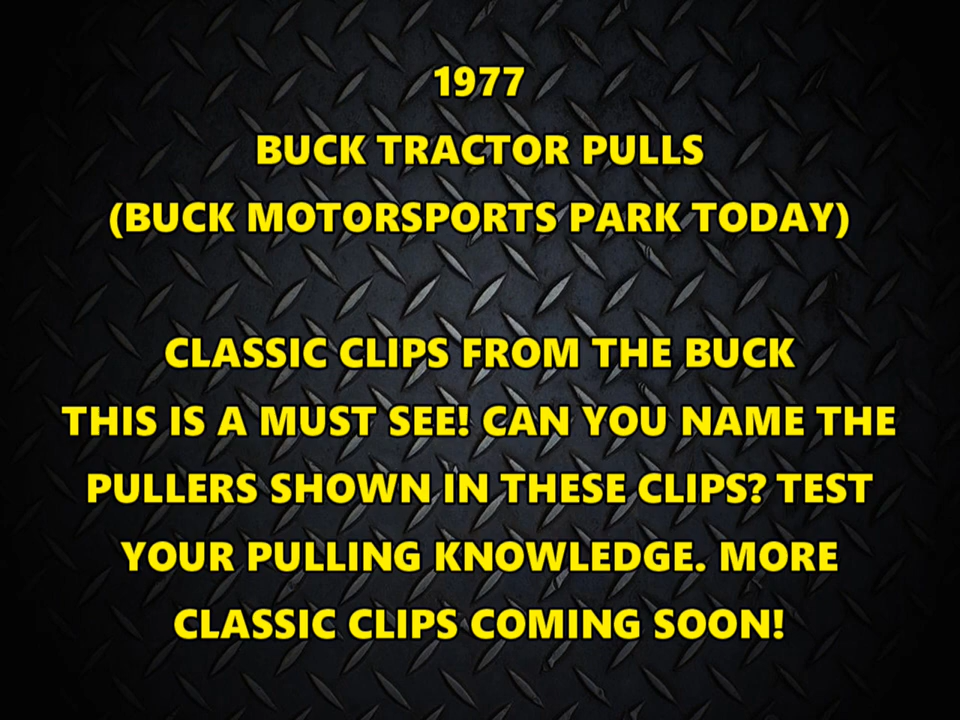 1977
BUCK TRACTOR PULLS
(BUCK MOTORSPORTS PARK TODAY)
CLASSIC CLIPS FROM THE BUCK
THIS IS A MUST SEE! CAN YOU NAME THE
PULLERS SHOWN IN THESE CLIPS? TEST
YOUR PULLING KNOWLEDGE. MORE
CLASSIC CLIPS COMING SOON!